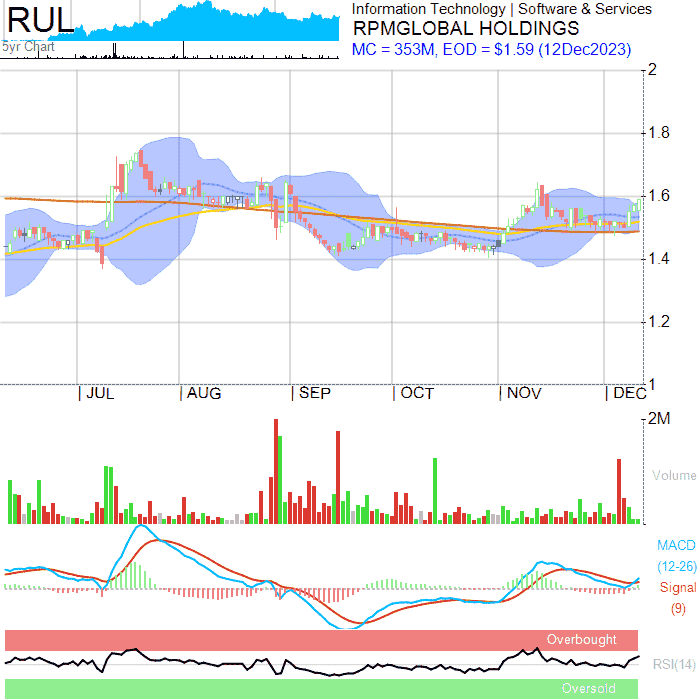 RUL
5yr Chart
Information Technology | Software & Services
RPMGLOBAL HOLDINGS
MC = 353M, EOD = $1.59 (12Dec2023)
2
1.8
1.6
1.4
1.2
1
| JUL | AUG | SEP | OCT | NOV | DEC
2M
Volume
MACD
(12-26)
Signal
(9)
Overbought
RSI(14)
Oversold